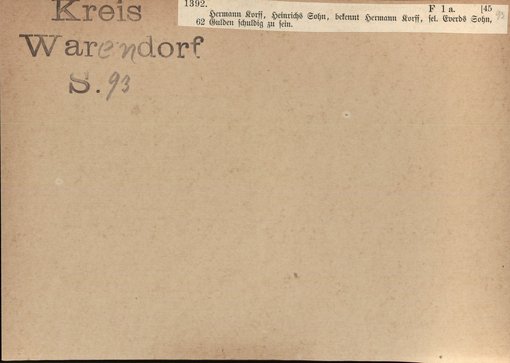 Kreis
Warendorf
S. 93
1392. F 1 a. [45
Hermann Korff, Heinrichs Sohn, bekennt Hermann Korff, sel. Everds Sohn,
62 Gulden schuldig zu sein.